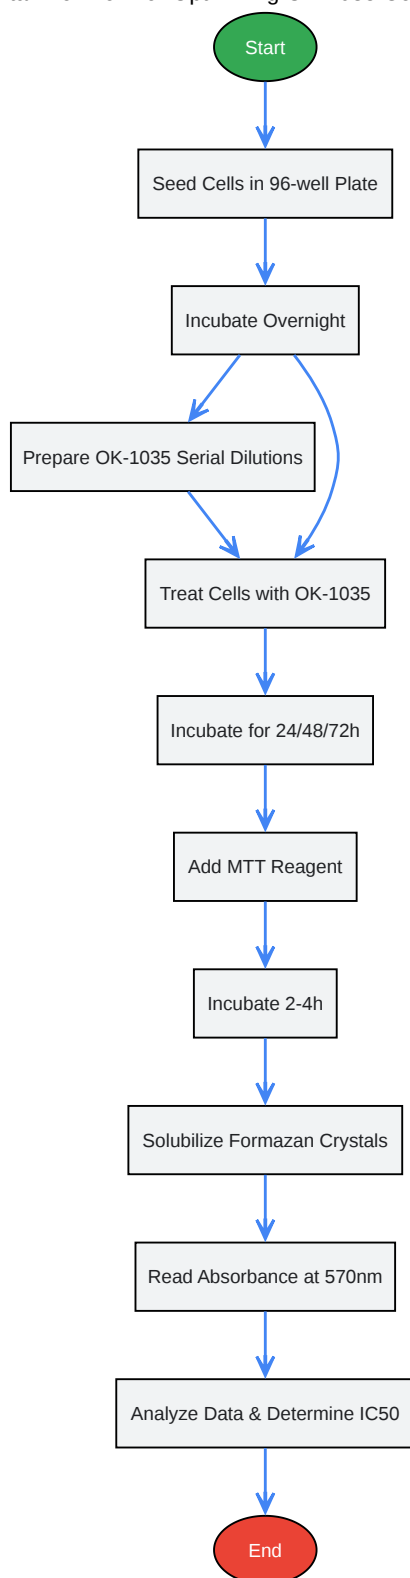 Start
Seed Cells in 96-well Plate
Incubate Overnight
Prepare OK-1035 Serial Dilutions
Treat Cells with OK-1035
Incubate for 24/48/72h
Add MTT Reagent
Incubate 2-4h
Solubilize Formazan Crystals
Read Absorbance at 570nm
Analyze Data & Determine IC50
End